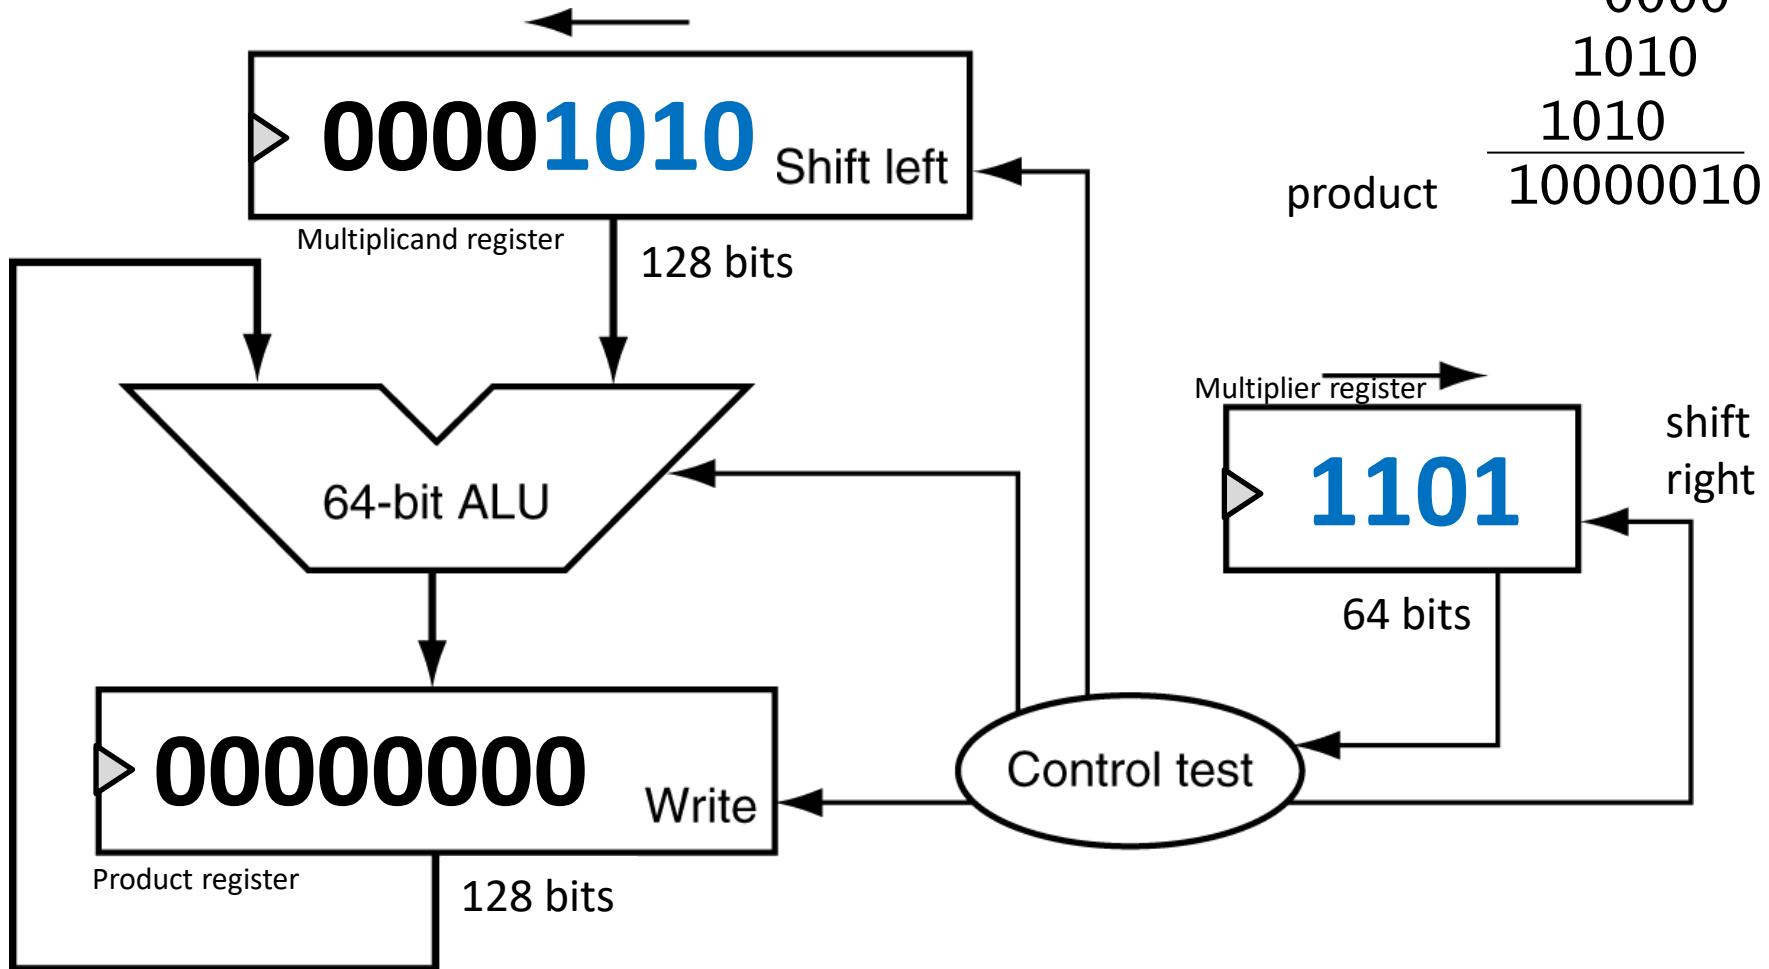 0000
1010
1010
product 10000010
00001010 Shift left
Multiplicand register
128 bits
Multiplier register
shift
right
1101
64-bit ALU
64 bits
00000000 Write
Control test
Product register
128 bits